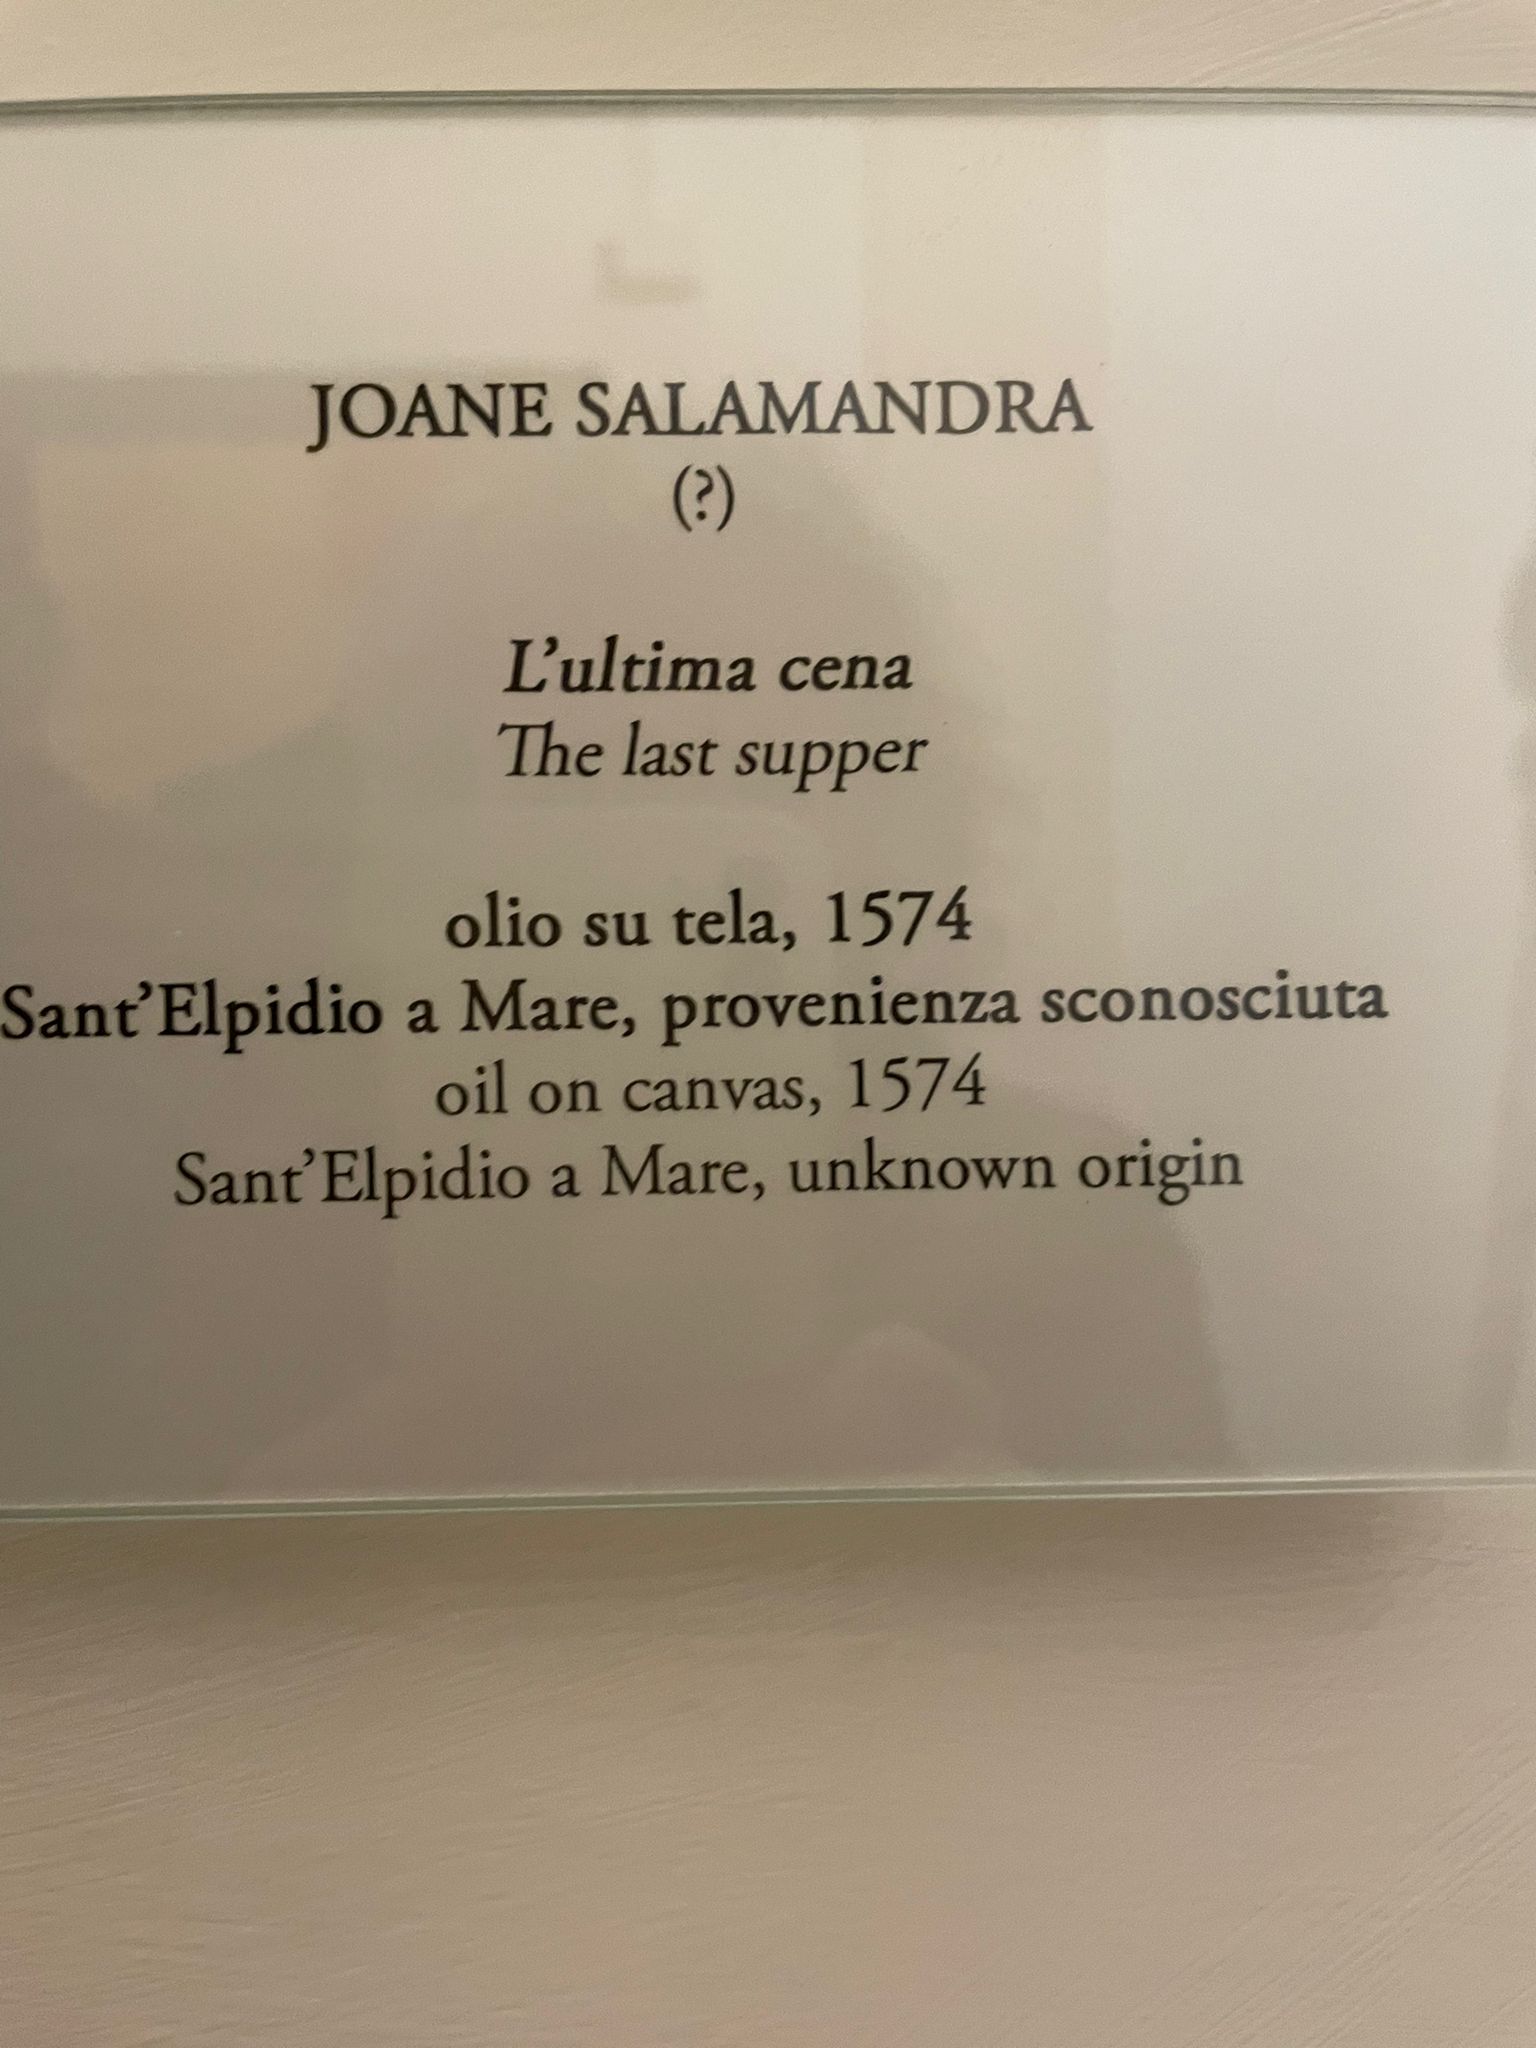 JOANE SALAMANDRA
(?)
L’ultima cena
The last supper
olio su tela, 1574
Sant’Elpidio a Mare, provenienza sconosciuta
oil on canvas, 1574
Sant’Elpidio a Mare, unknown origin